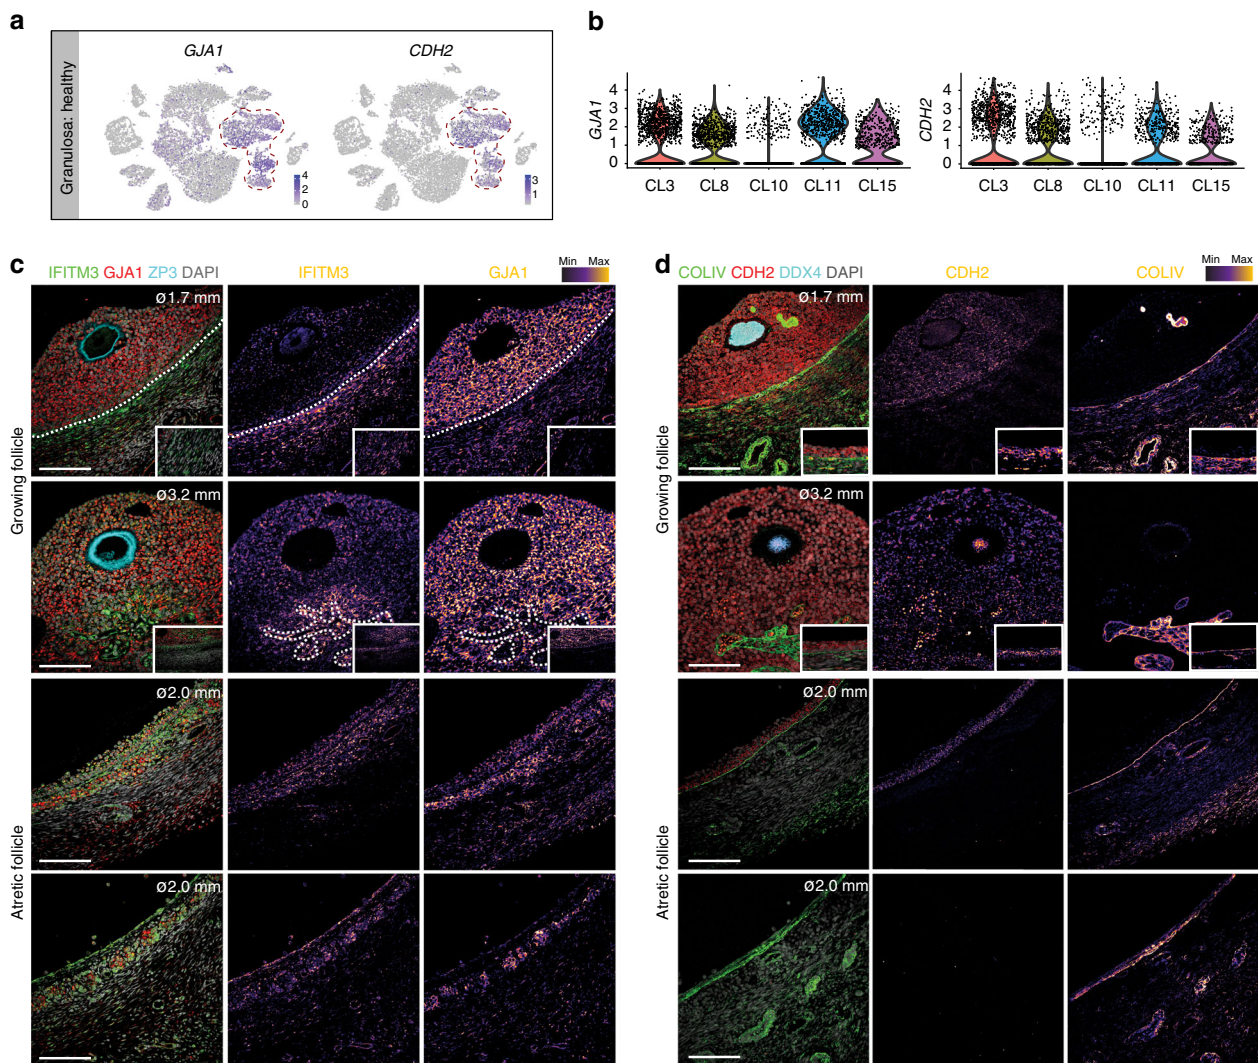 a
Granulosa: healthy
GJA1
CDH2
4
2
0
3
1
b
GJA1
4
3
2
1
0
CL3 CL8 CL10 CL11 CL15
CDH2
4
3
2
1
0
CL3 CL8 CL10 CL11 CL15
c
IFITM3 GJA1 ZP3 DAPI
IFITM3
GJA1
Min Max
Growing follicle
Ø1.7 mm
Ø3.2 mm
Atretic follicle
Ø2.0 mm
Atretic follicle
Ø2.0 mm
d
COLIV CDH2 DDX4 DAPI
CDH2
COLIV
Min Max
Growing follicle
Ø1.7 mm
Ø3.2 mm
Atretic follicle
Ø2.0 mm
Atretic follicle
Ø2.0 mm